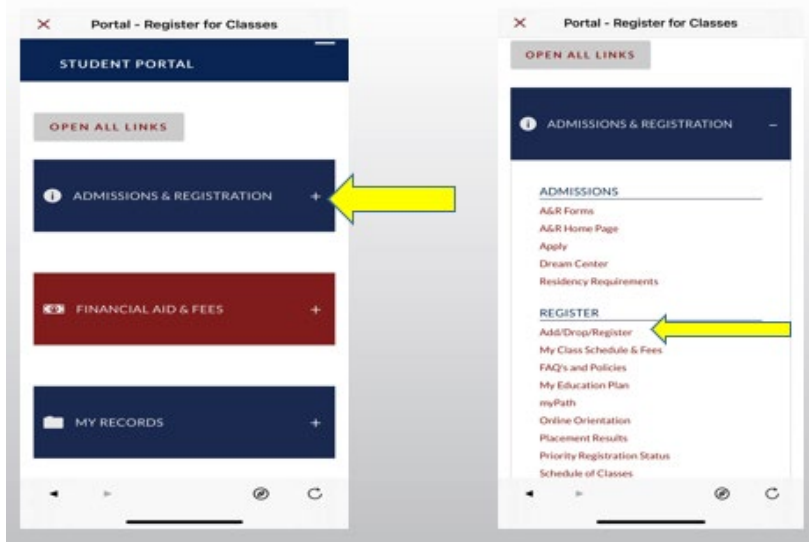 Portal - Register for Classes
STUDENT PORTAL
OPEN ALL LINKS
ADMISSIONS & REGISTRATION +
FINANCIAL AID & FEES +
MY RECORDS +
Portal - Register for Classes
OPEN ALL LINKS
ADMISSIONS & REGISTRATION –
ADMISSIONS
A&R Forms
A&R Home Page
Apply
Dream Center
Residency Requirements
REGISTER
Add/Drop/Register
My Class Schedule & Fees
FAQ's and Policies
My Education Plan
myPath
Online Orientation
Placement Results
Priority Registration Status
Schedule of Classes